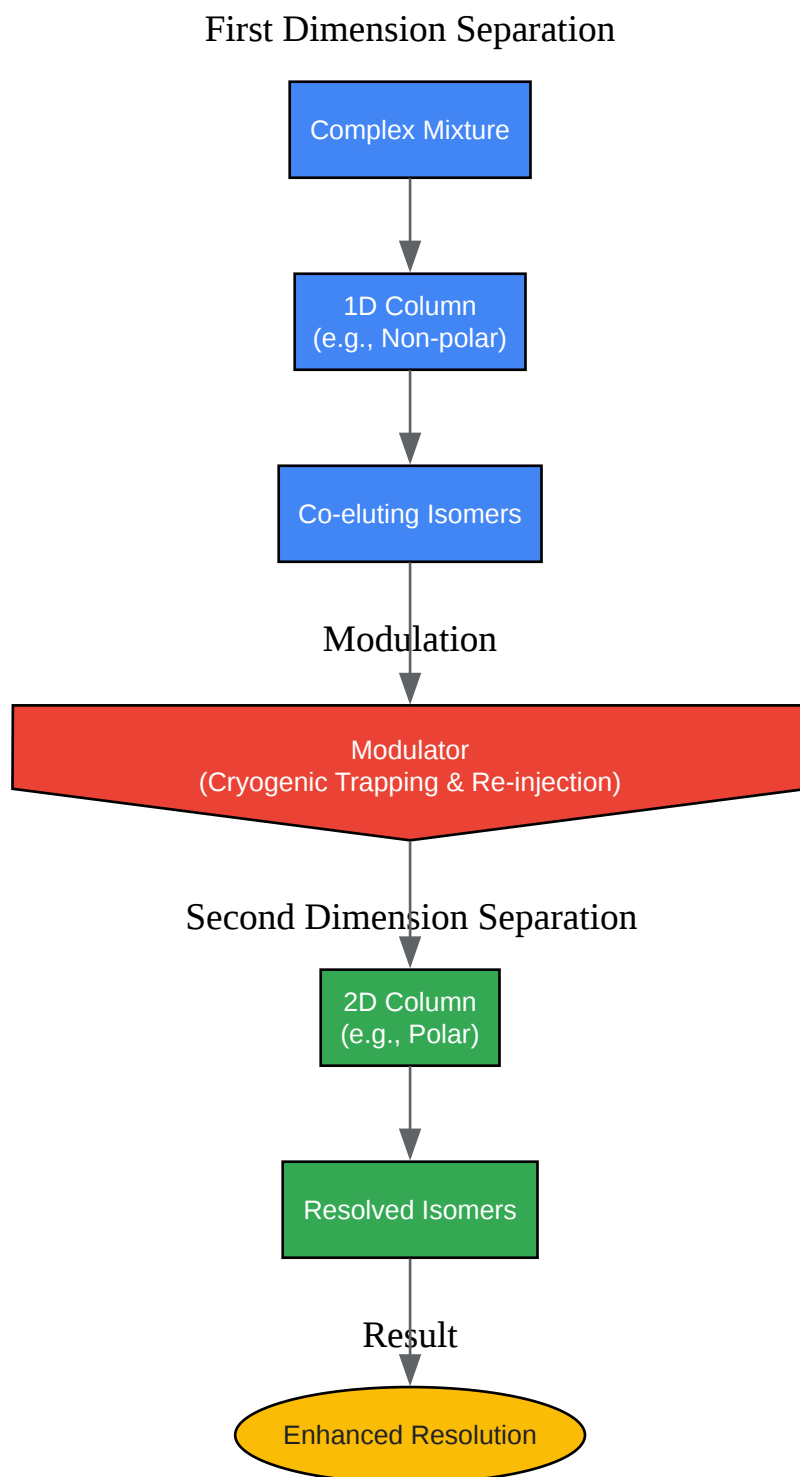 First Dimension Separation
Complex Mixture
1D Column
(e.g., Non-polar)
Co-eluting Isomers
Modulation
Modulator
(Cryogenic Trapping & Re-injection)
Second Dimension Separation
2D Column
(e.g., Polar)
Resolved Isomers
Result
Enhanced Resolution